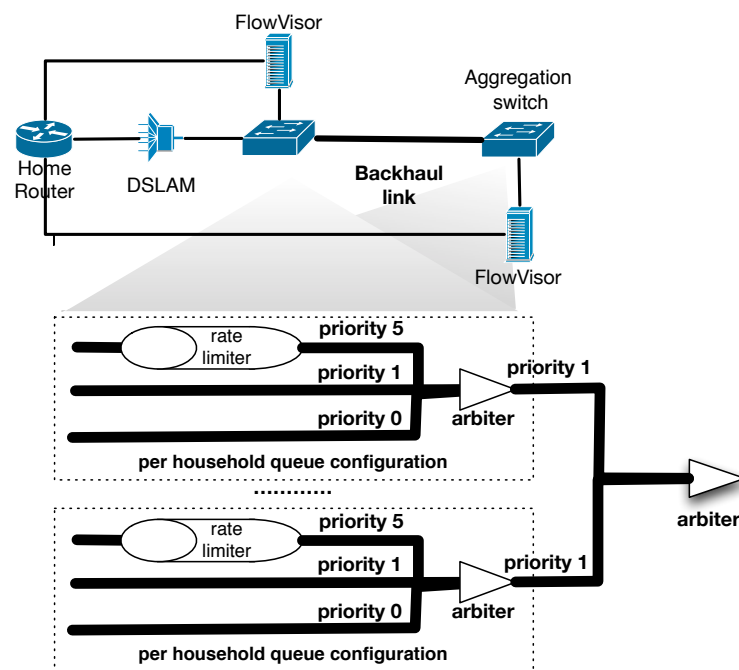 FlowVisor
Aggregation
switch
Home
Router
DSLAM
Backhaul
link
FlowVisor
priority 5
rate
limiter
priority 1
priority 1
priority 0
arbiter
per household queue configuration
............
arbiter
priority 5
rate
limiter
priority 1
priority 1
priority 0
arbiter
per household queue configuration